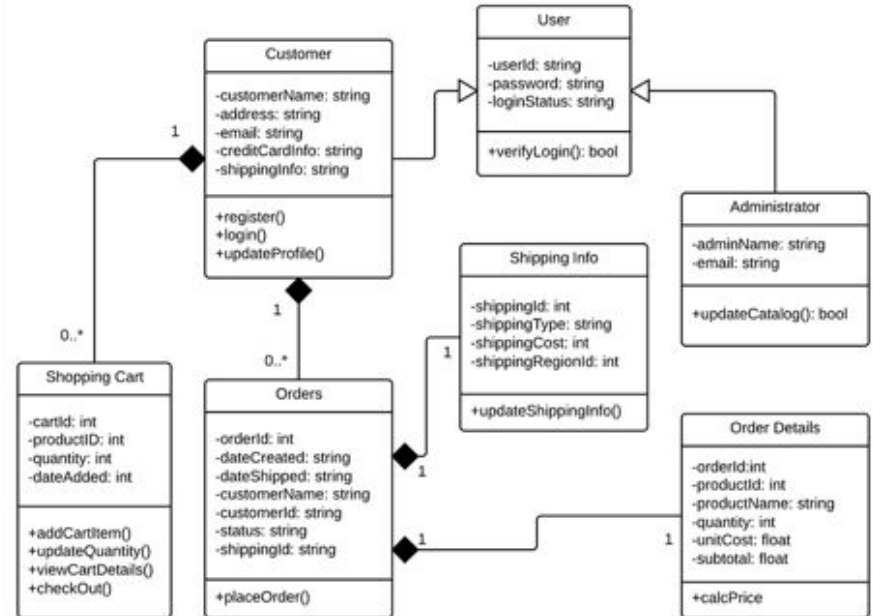 User
-userId: string
-password: string
-loginStatus: string
+verifyLogin(): bool
Customer
-customerName: string
-address: string
-email: string
-creditCardInfo: string
-shippingInfo: string
+register()
+login()
+updateProfile()
1
0..*
1
0..*
Administrator
-adminName: string
-email: string
+updateCatalog(): bool
Shipping Info
-shippingId: int
-shippingType: string
-shippingCost: int
-shippingRegionId: int
+updateShippingInfo()
1
1
Shopping Cart
-cartId: int
-productID: int
-quantity: int
-dateAdded: int
+addCartItem()
+updateQuantity()
+viewCartDetails()
+checkOut()
Orders
-orderId: int
-dateCreated: string
-dateShipped: string
-customerName: string
-customerId: string
-status: string
-shippingId: string
+placeOrder()
1
1
Order Details
-orderId:int
-productId: int
-productName: string
-quantity: int
-unitCost: float
-subtotal: float
+calcPrice